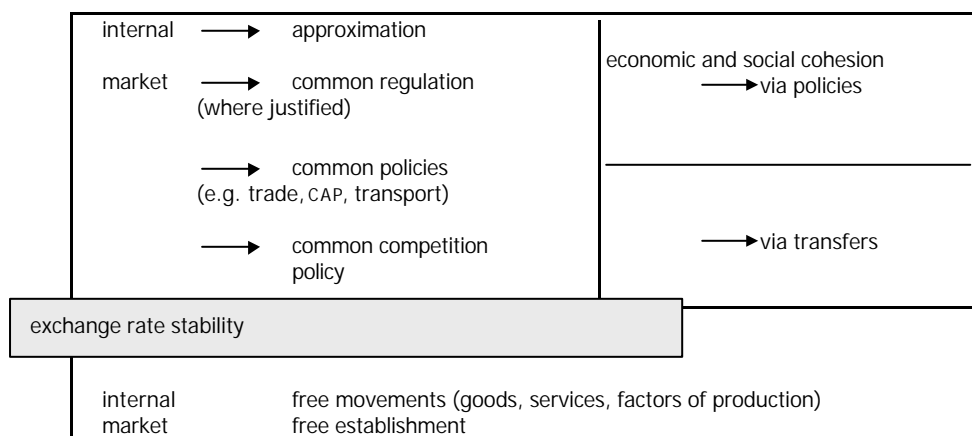 internal → approximation
economic and social cohesion
market → common regulation
→ via policies
(where justified)
→ common policies
(e.g. trade, CAP, transport)
→ common competition
→ via transfers
policy
exchange rate stability
internal free movements (goods, services, factors of production)
market free establishment